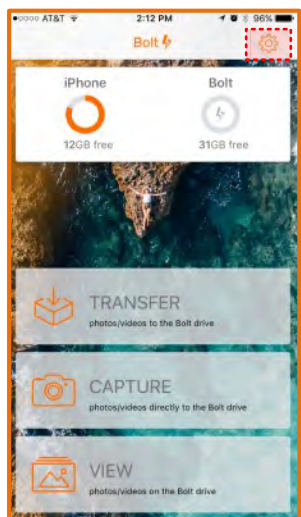 AT&T 2:12 PM 96%
Bolt
iPhone Bolt
12GB free 31GB free
TRANSFER
photos/videos to the Bolt drive
CAPTURE
photos/videos directly to the Bolt drive
VIEW
photos/videos on the Bolt drive